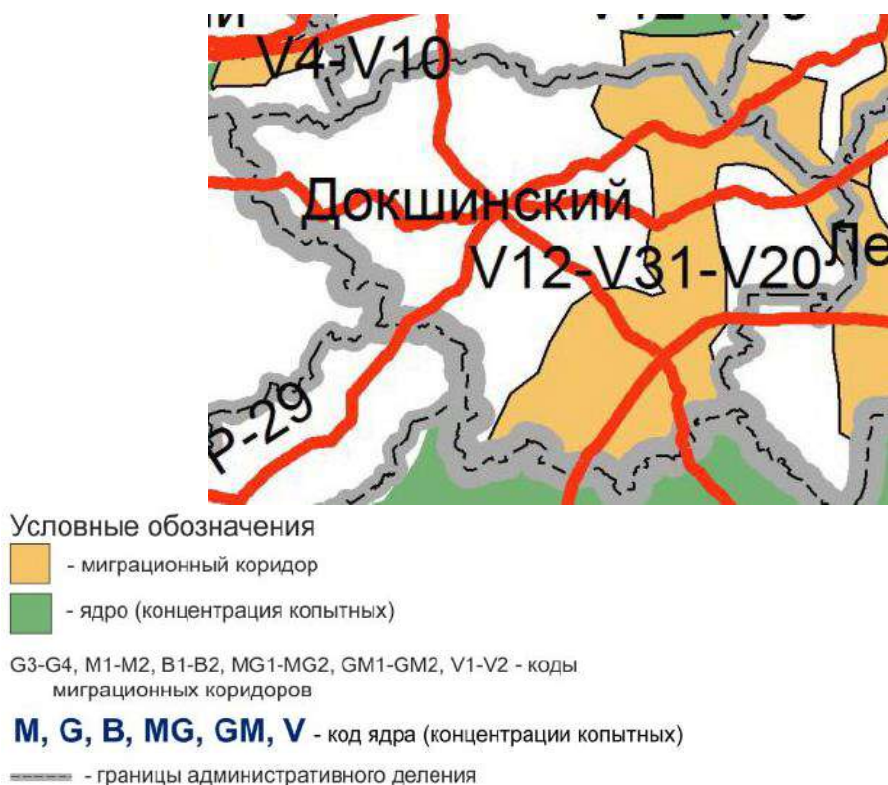 V4-V10
Докшинский
V12-V31-V20
Ле
Р-29
Условные обозначения
- миграционный коридор
- ядро (концентрация копытных)
G3-G4, M1-M2, B1-B2, MG1-MG2, GM1-GM2, V1-V2 - коды
миграционных коридоров
M, G, B, MG, GM, V - код ядра (концентрации копытных)
- границы административного деления